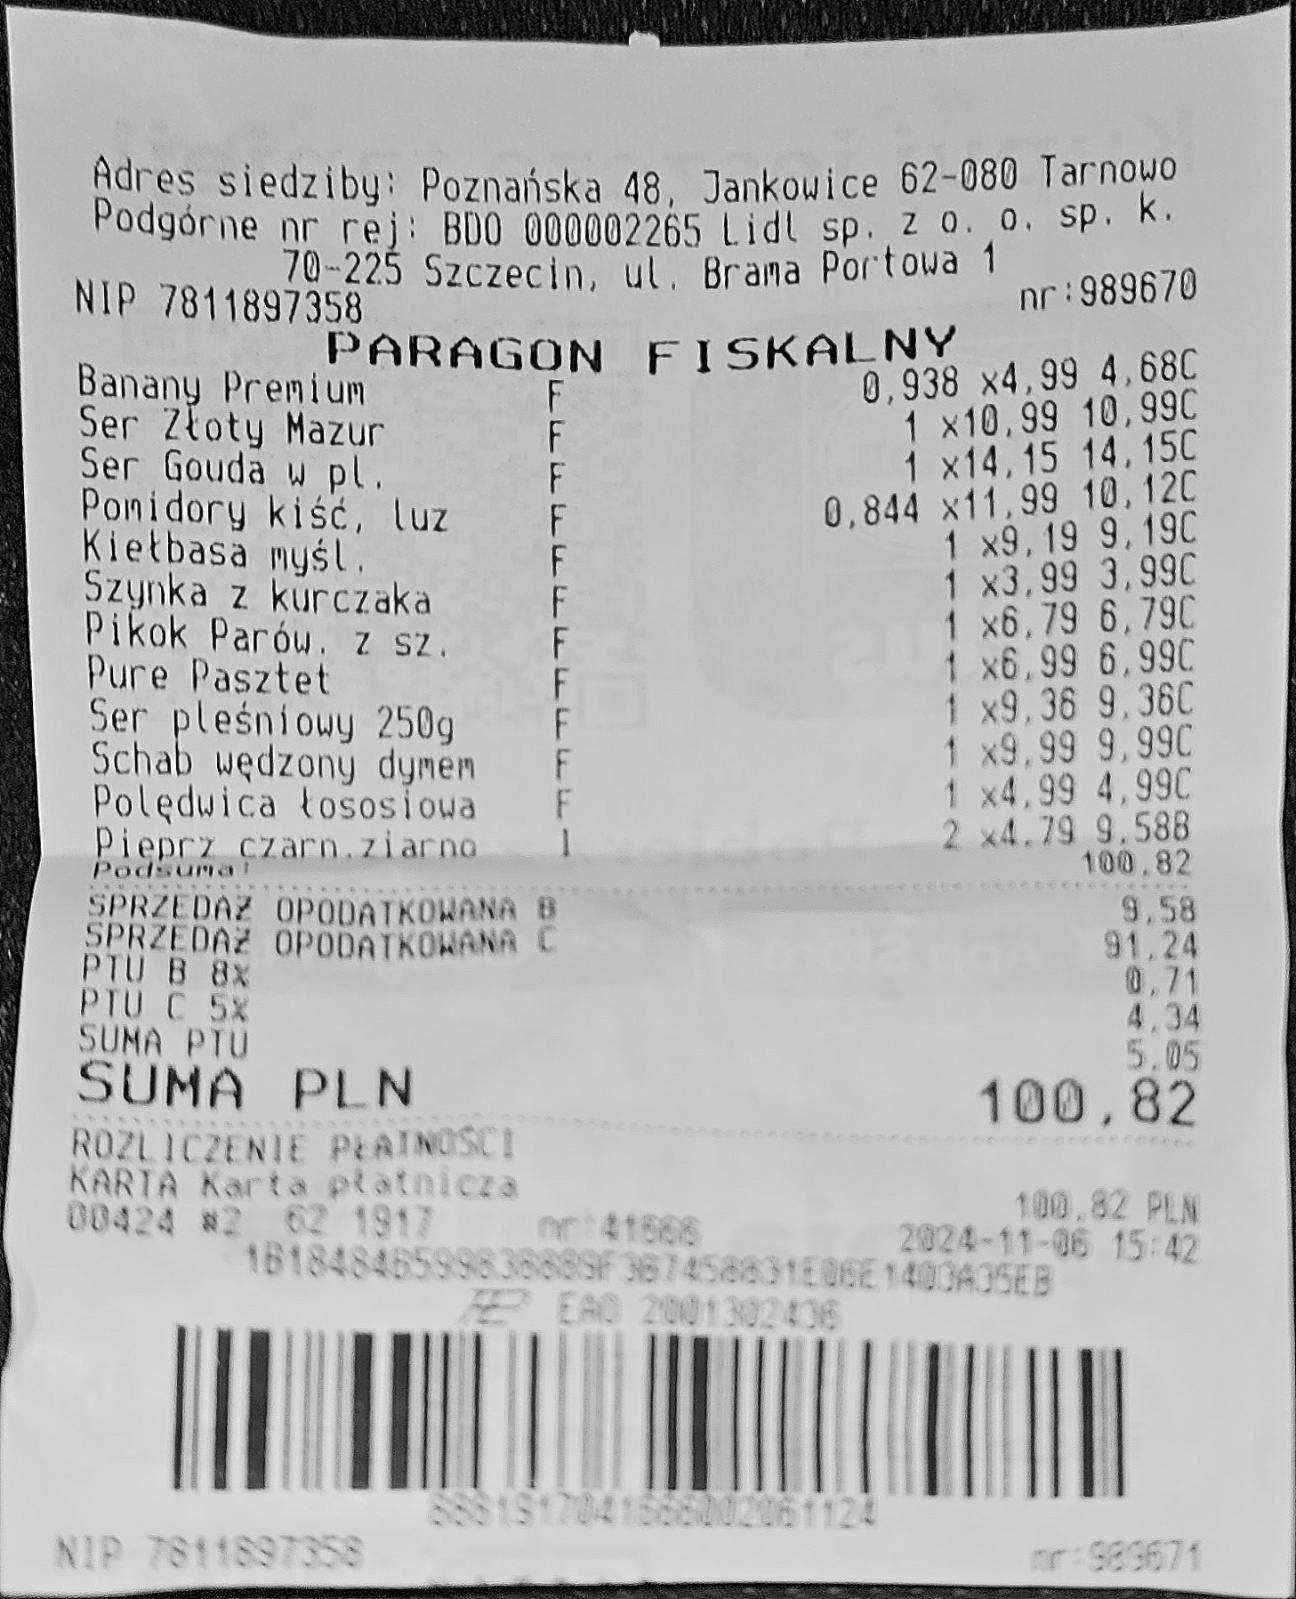 Adres siedziby: Poznańska 48, Jankowice 62-080 Tarnowo
Podgórne nr rej: BDO 000002265 Lidl sp. z o. o. sp. k.
70-225 Szczecin, ul. Brama Portowa 1
NIP 7811897358 nr:989670
PARAGON FISKALNY
Banany Premium F 0,938 x4,99 4,68C
Ser Złoty Mazur F 1 x10,99 10,99C
Ser Gouda w pl. F 1 x14,15 14,15C
Pomidory kiść, luz F 0,844 x11,99 10,12C
Kiełbasa myśl. F 1 x9,19 9,19C
Szynka z kurczaka F 1 x3,99 3,99C
Pikok Parów. z sz. F 1 x6,79 6,79C
Pure Pasztet F 1 x6,99 6,99C
Ser pleśniowy 250g F 1 x9,36 9,36C
Schab wędzony dymem F 1 x9,99 9,99C
Polędwica łososiowa F 1 x4,99 4,99C
Pieprz czarn.ziarno 1 2 x4,79 9,58B
Podsuma: 100,82
SPRZEDAŻ OPODATKOWANA B 9,58
SPRZEDAŻ OPODATKOWANA C 91,24
PTU B 8% 0,71
PTU C 5% 4,34
SUMA PTU 5,05
SUMA PLN 100,82
ROZLICZENIE PŁATNOŚCI
KARTA Karta płatnicza 100,82 PLN
00424 #2 62 1917 nr:41666 2024-11-06 15:42
EAO 2001302436
NIP 7811897358 nr:989671